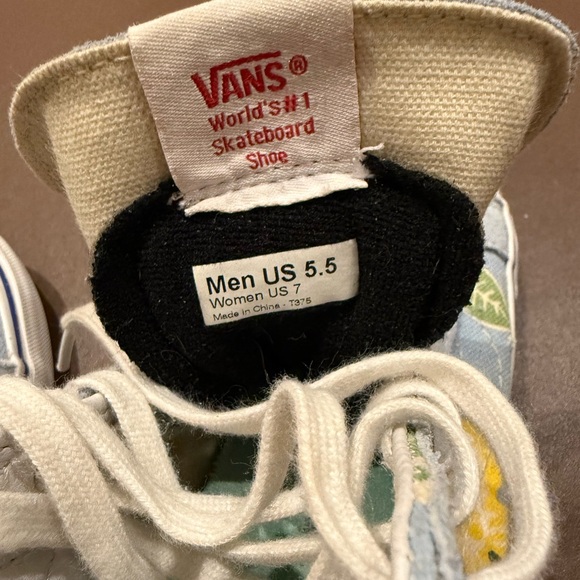 VANS®
World's #1
Skateboard
Shoe
Men US 5.5
Women US 7
Made in China - T375